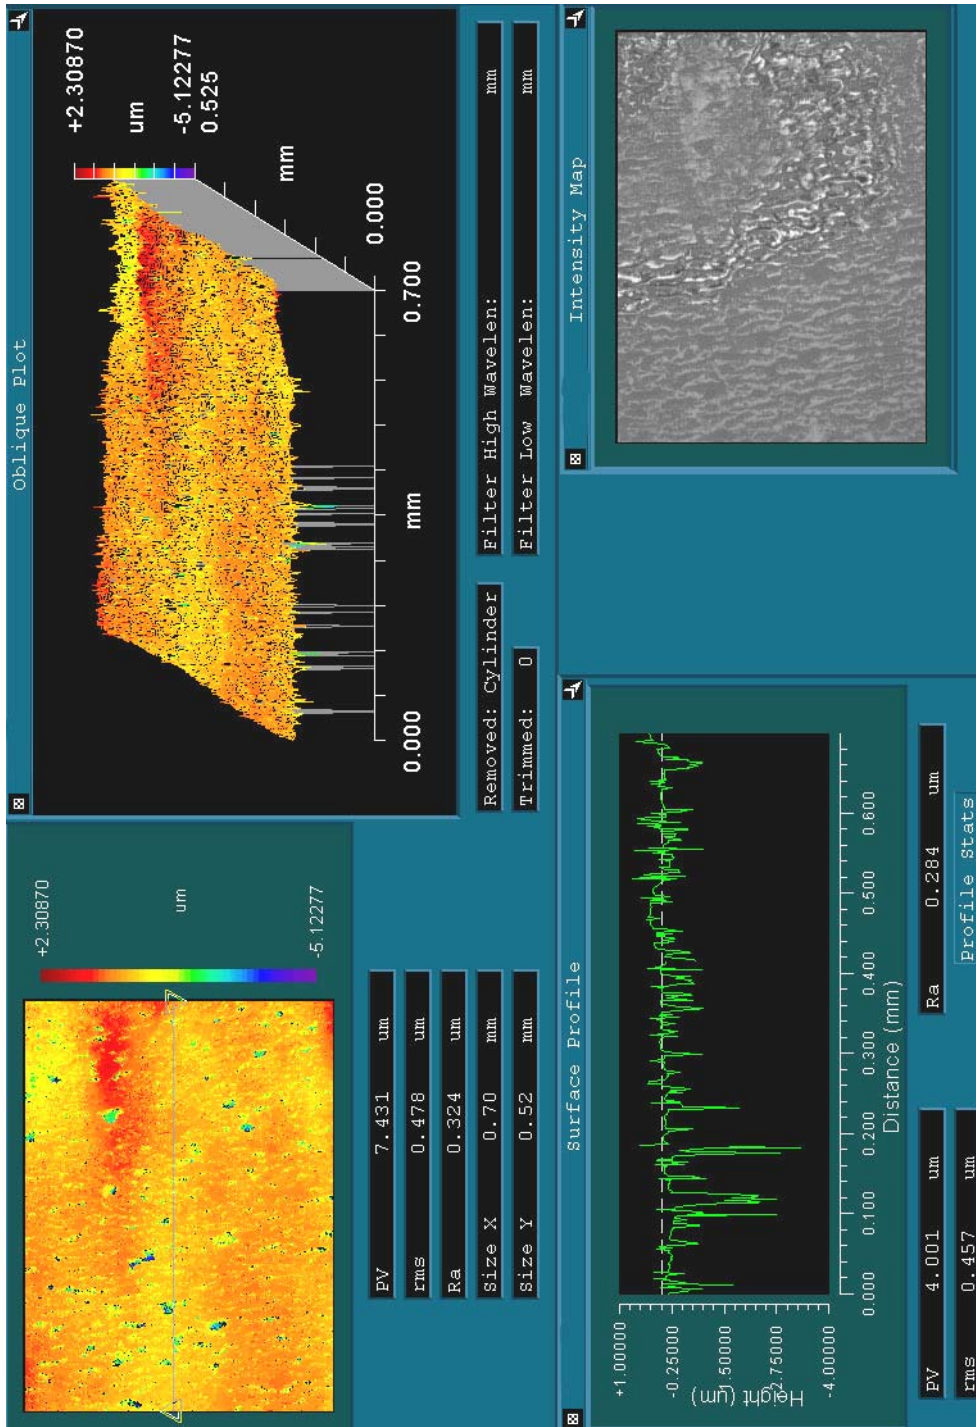 +2.30870
um
-5.12277
PV 7.431 um
rms 0.478 um
Ra 0.324 um
Size X 0.70 mm
Size Y 0.52 mm
Oblique Plot
+2.30870
um
-5.12277
0.525
mm
0.000
0.700
mm
0.000
Removed: Cylinder
Trimmed: 0
Filter High Wavelen: mm
Filter Low Wavelen: mm
Surface Profile
+1.00000
-0.25000
-1.50000
-2.75000
-4.00000
Height (µm)
0.000 0.100 0.200 0.300 0.400 0.500 0.600
Distance (mm)
PV 4.001 um
rms 0.457 um
Ra 0.284 um
Profile Stats
Intensity Map